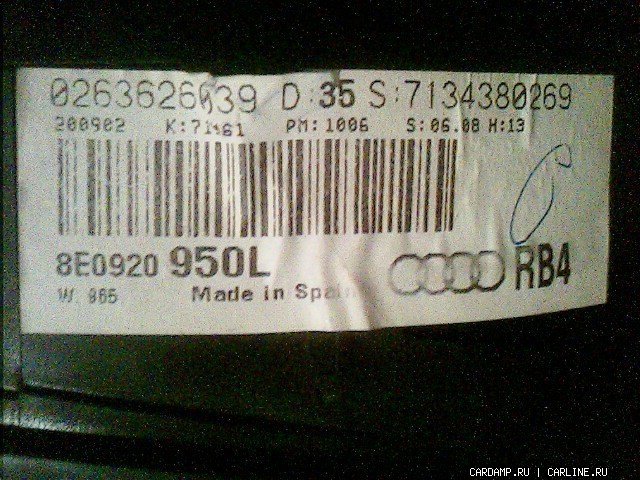 0263626039 D:35 S:7134380269
200902 PM:1006 S:06.08 H:13
8E0920 950L RB4
W. 965 Made in Spain
CARDAMP.RU | CARLINE.RU